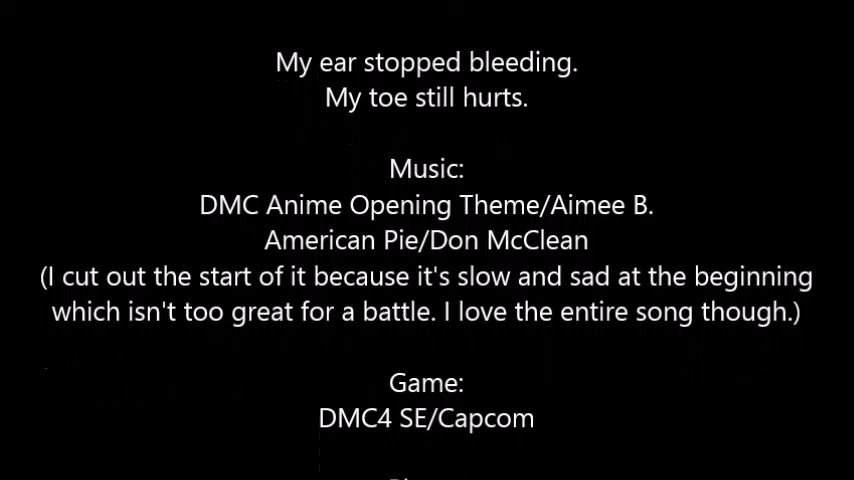 My ear stopped bleeding.
My toe still hurts.
Music:
DMC Anime Opening Theme/Aimee B.
American Pie/Don McClean
(I cut out the start of it because it's slow and sad at the beginning
which isn't too great for a battle. I love the entire song though.)
Game:
DMC4 SE/Capcom